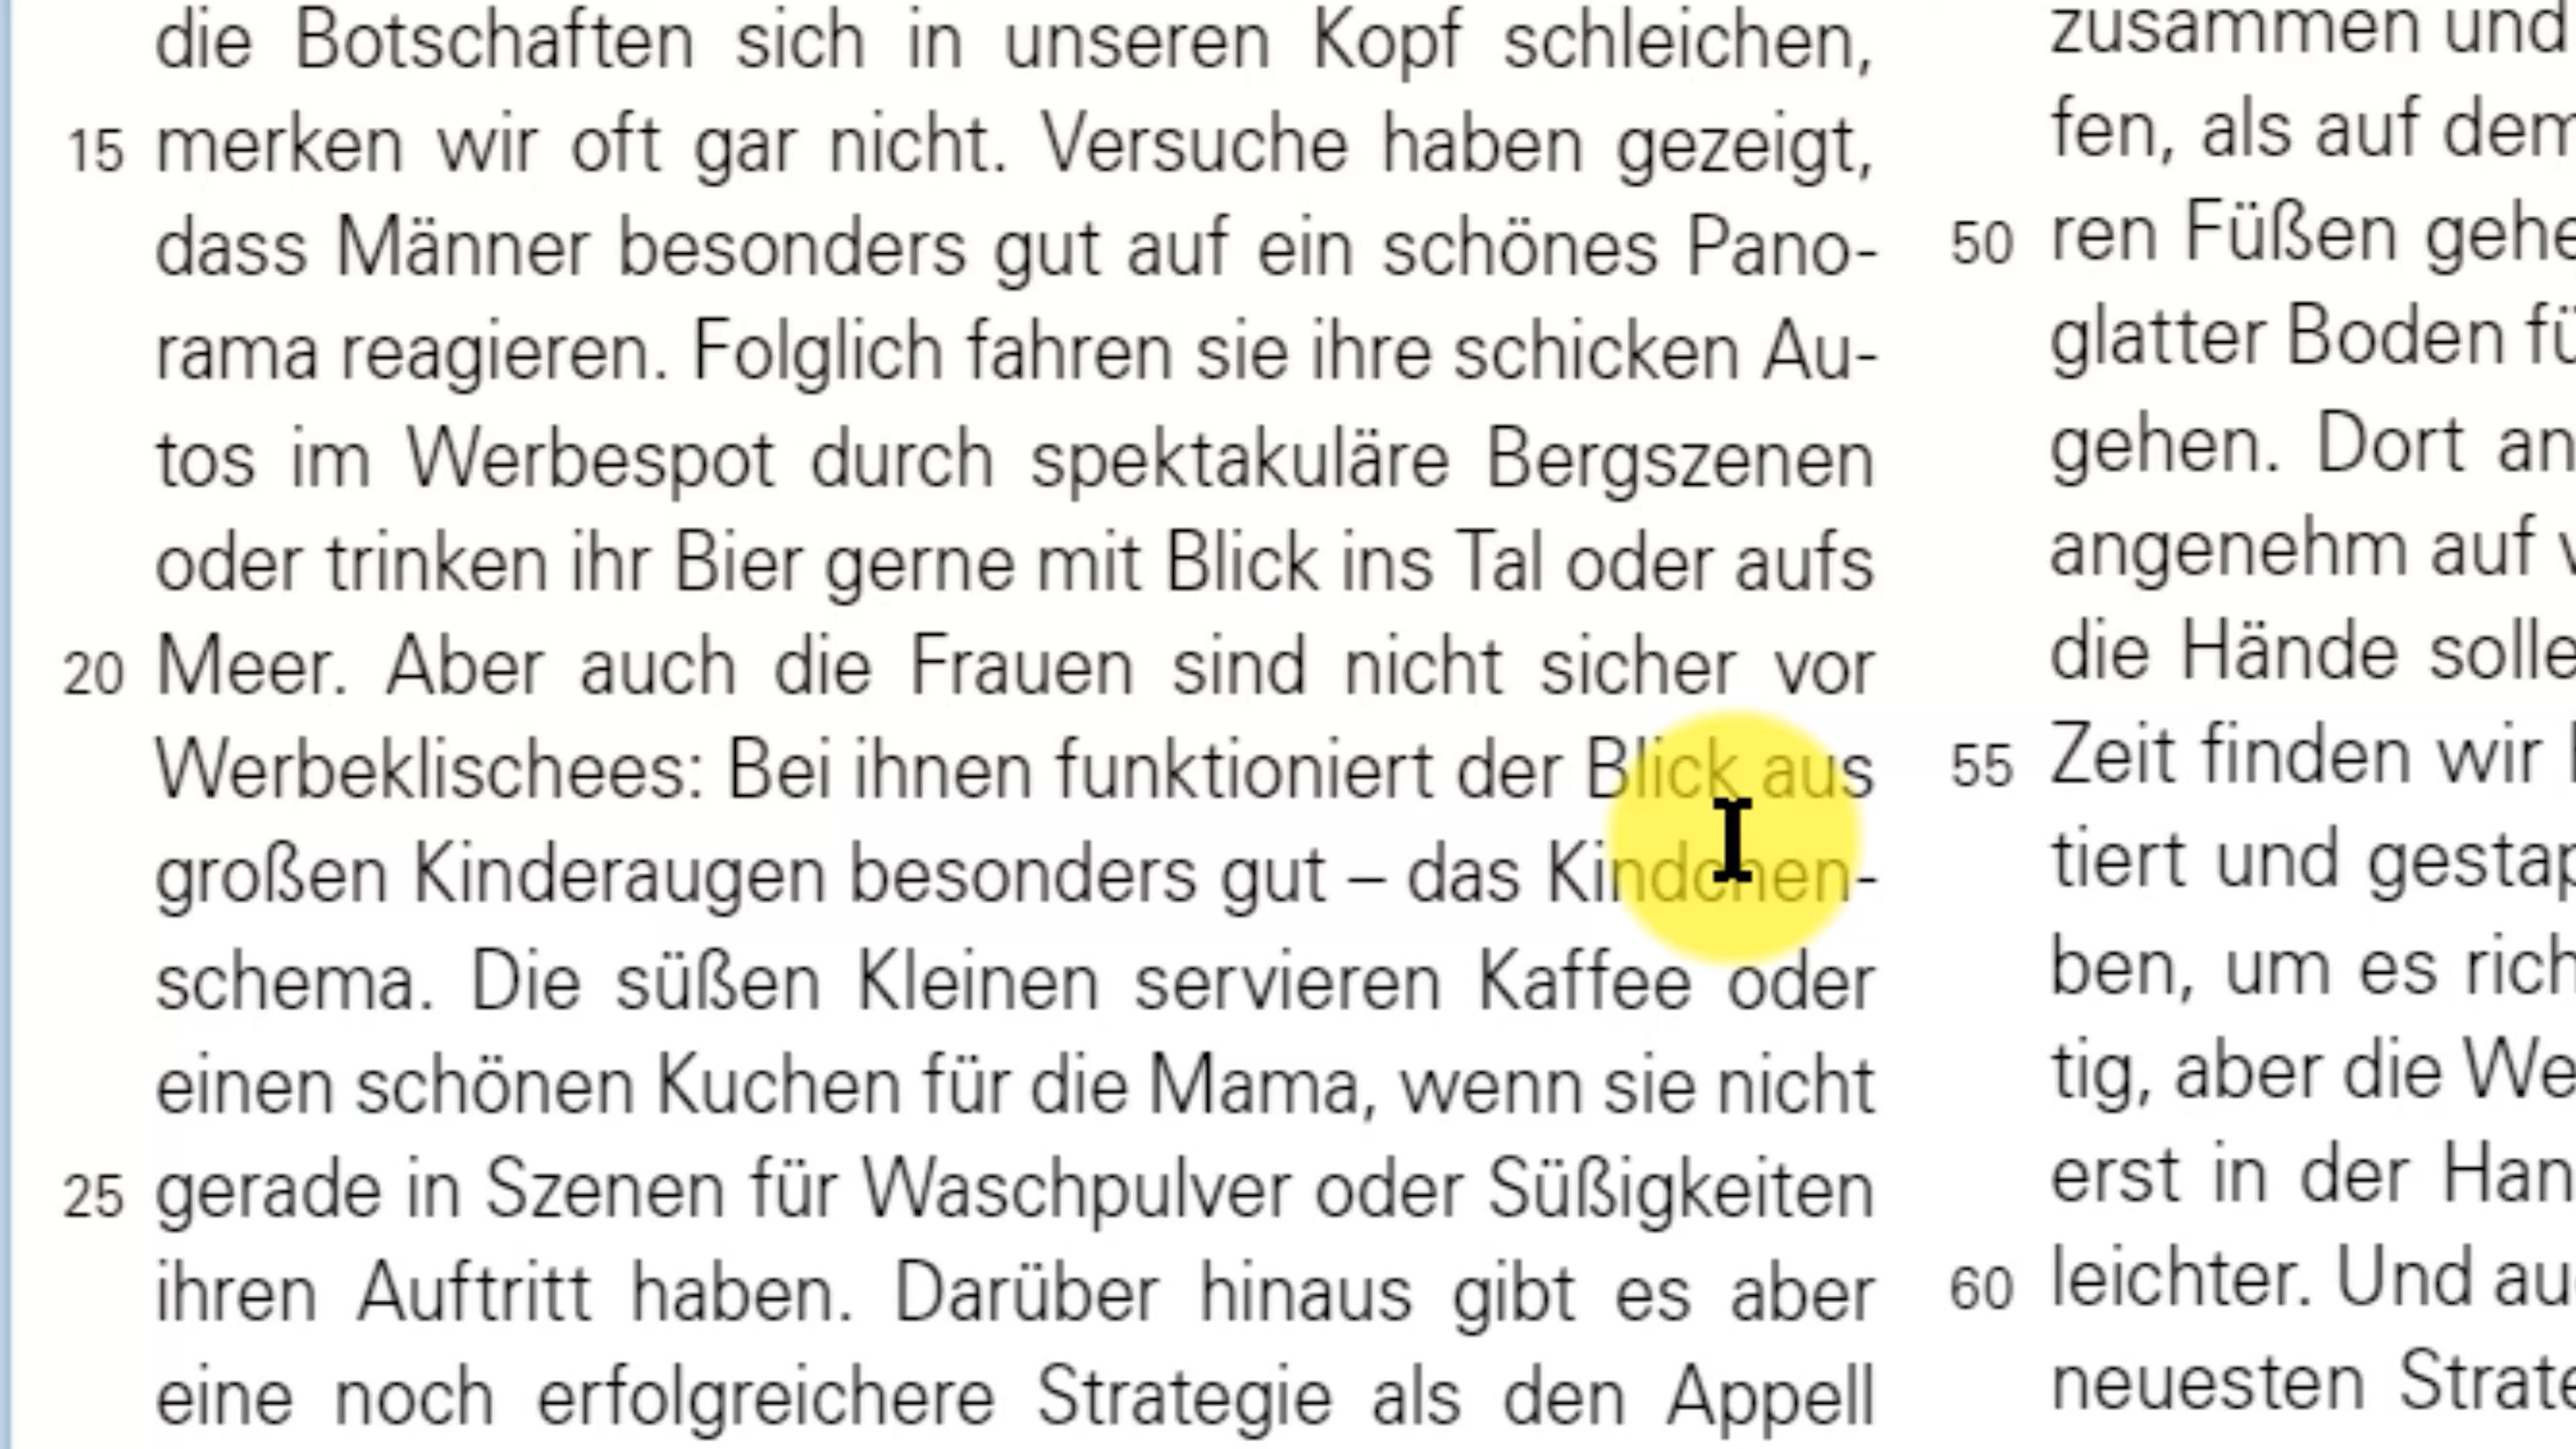 die Botschaften sich in unseren Kopf schleichen,
15 merken wir oft gar nicht. Versuche haben gezeigt,
dass Männer besonders gut auf ein schönes Pano-
rama reagieren. Folglich fahren sie ihre schicken Au-
tos im Werbespot durch spektakuläre Bergszenen
oder trinken ihr Bier gerne mit Blick ins Tal oder aufs
20 Meer. Aber auch die Frauen sind nicht sicher vor
Werbeklischees: Bei ihnen funktioniert der Blick aus
großen Kinderaugen besonders gut – das Kindchen-
schema. Die süßen Kleinen servieren Kaffee oder
einen schönen Kuchen für die Mama, wenn sie nicht
25 gerade in Szenen für Waschpulver oder Süßigkeiten
ihren Auftritt haben. Darüber hinaus gibt es aber
eine noch erfolgreichere Strategie als den Appell
zusammen und
fen, als auf dem
50 ren Füßen gehe
glatter Boden fü
gehen. Dort an
angenehm auf
die Hände solle
55 Zeit finden wir
tiert und gestap
ben, um es rich
tig, aber die We
erst in der Han
60 leichter. Und au
neuesten Strate